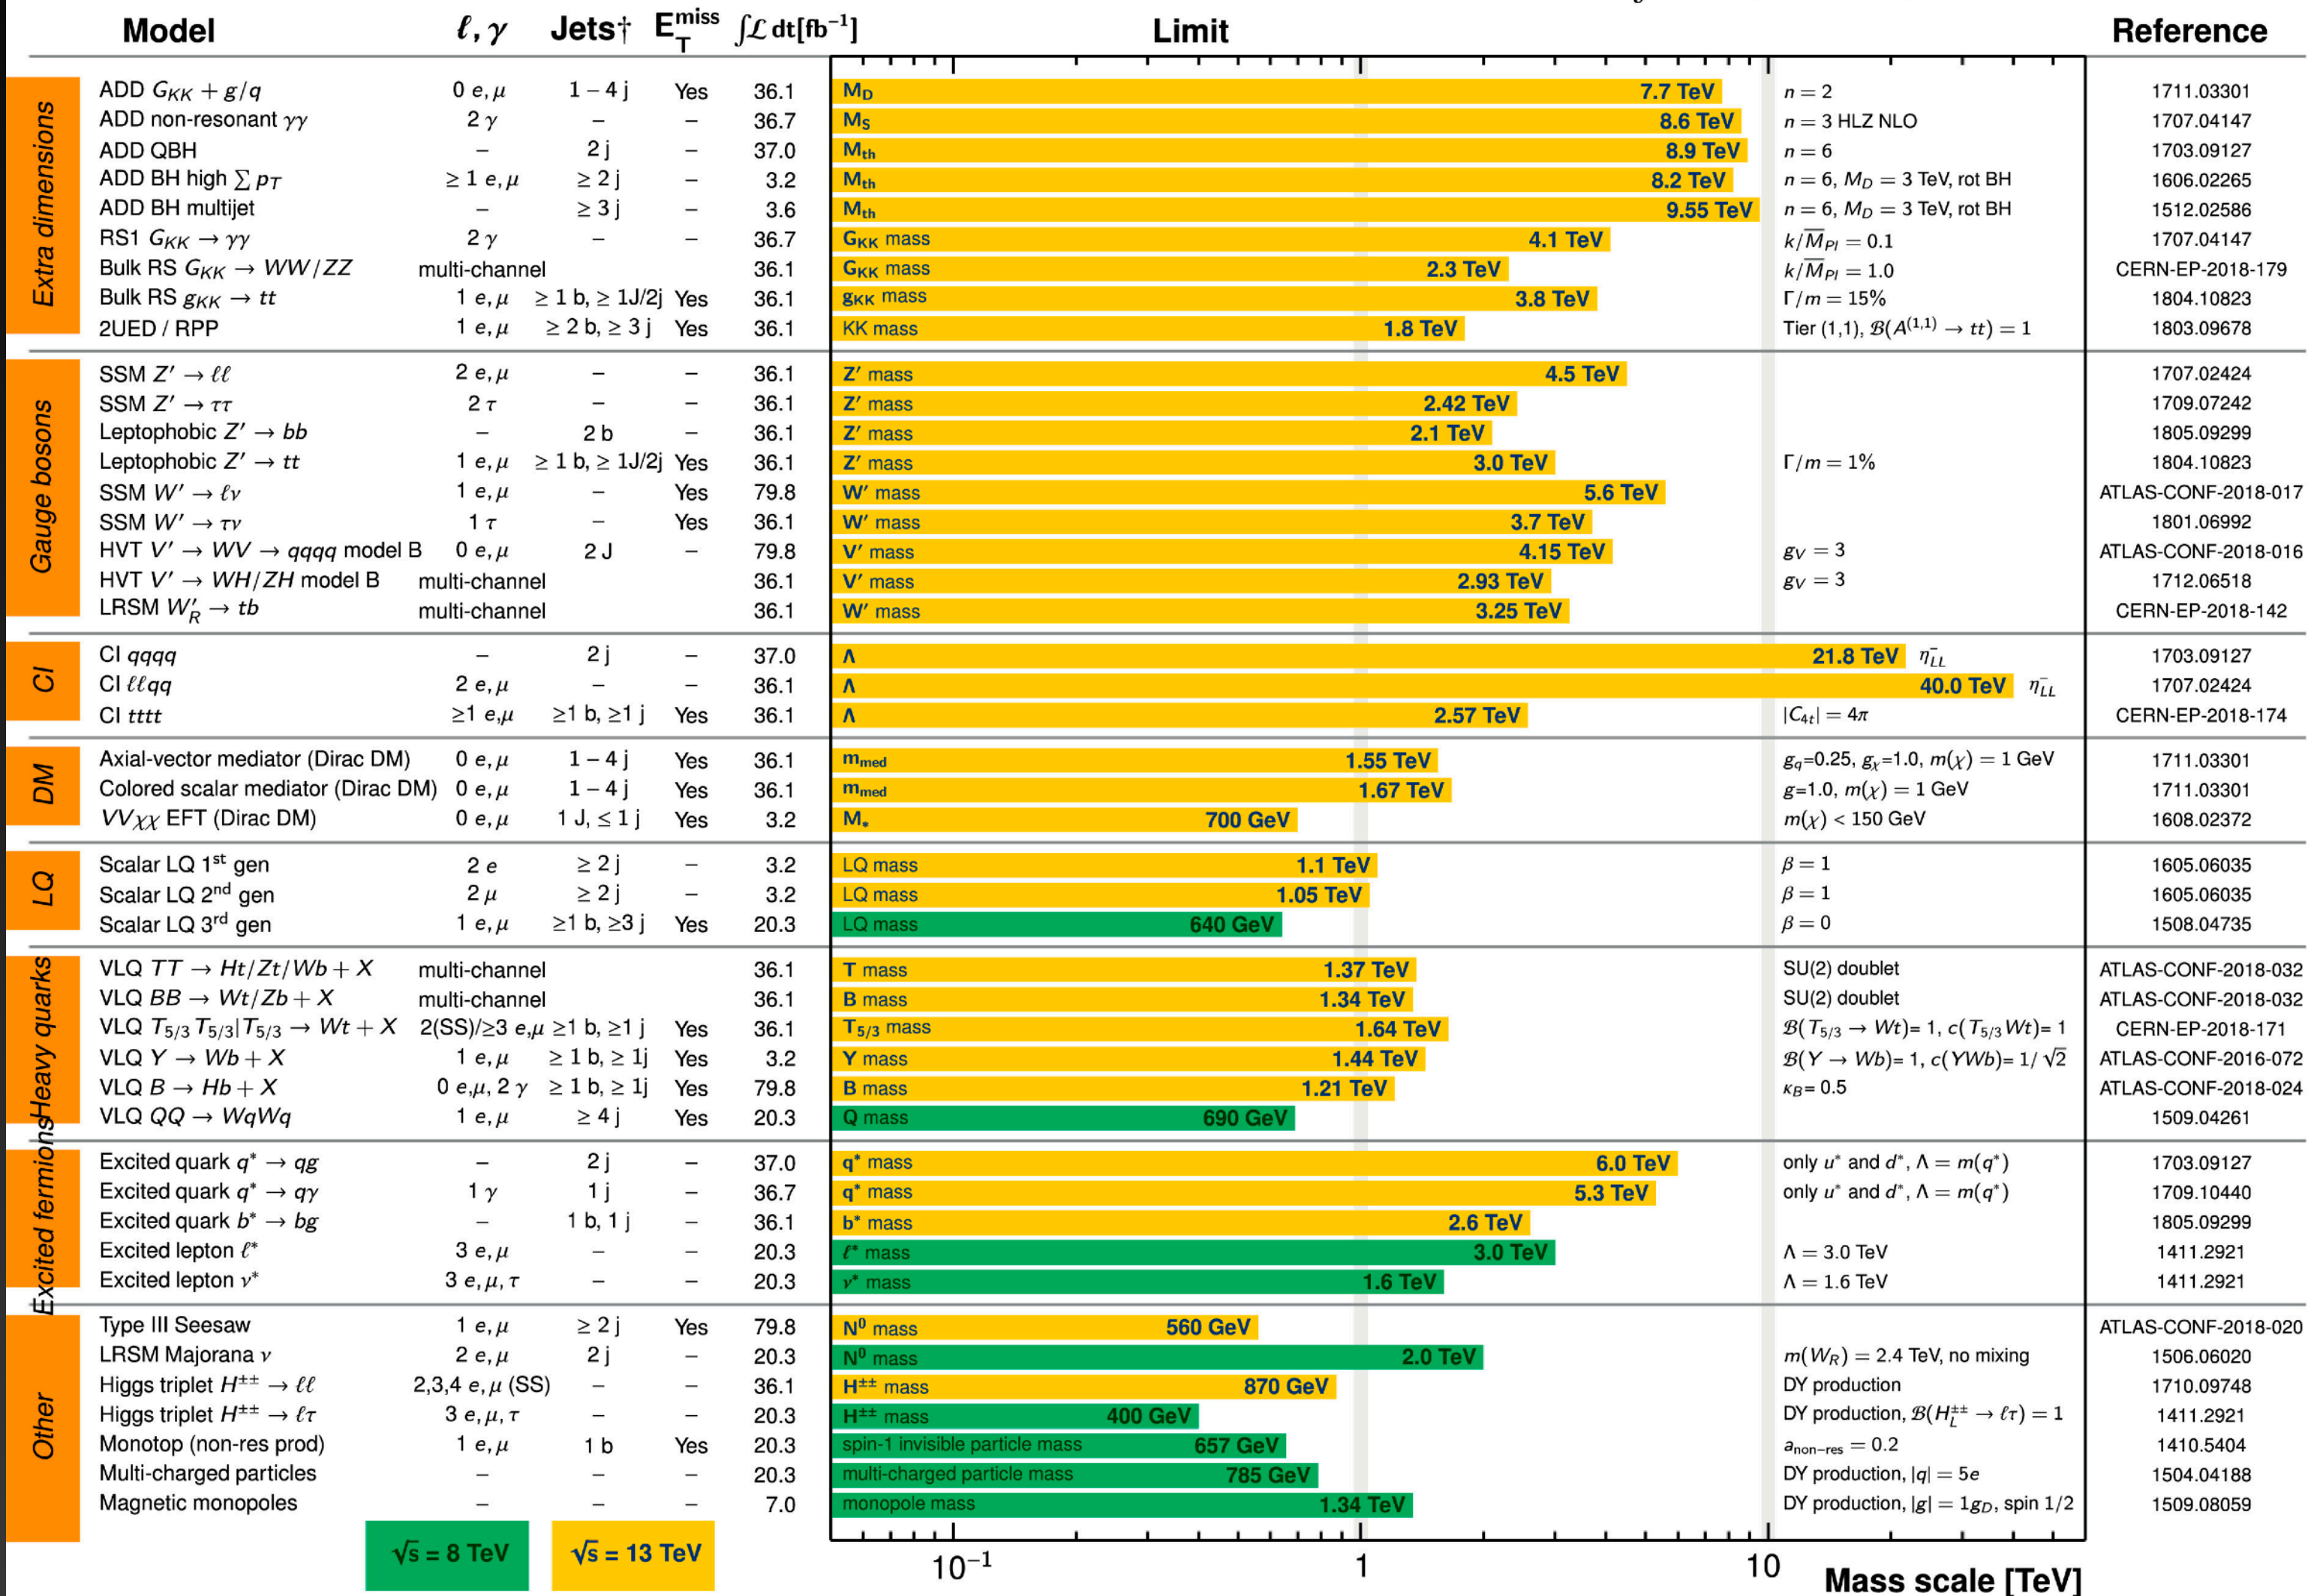 Model ℓ, γ Jets† E_T^miss ∫ℒ dt[fb⁻¹] Limit Reference
Extra dimensions
ADD G_KK + g/q 0 e, μ 1 − 4 j Yes 36.1 M_D 7.7 TeV n = 2 1711.03301
ADD non-resonant γγ 2 γ − − 36.7 M_S 8.6 TeV n = 3 HLZ NLO 1707.04147
ADD QBH − 2 j − 37.0 M_th 8.9 TeV n = 6 1703.09127
ADD BH high ∑ p_T ≥ 1 e, μ ≥ 2 j − 3.2 M_th 8.2 TeV n = 6, M_D = 3 TeV, rot BH 1606.02265
ADD BH multijet − ≥ 3 j − 3.6 M_th 9.55 TeV n = 6, M_D = 3 TeV, rot BH 1512.02586
RS1 G_KK → γγ 2 γ − − 36.7 G_KK mass 4.1 TeV k/M̅_Pl = 0.1 1707.04147
Bulk RS G_KK → WW/ZZ multi-channel 36.1 G_KK mass 2.3 TeV k/M̅_Pl = 1.0 CERN-EP-2018-179
Bulk RS g_KK → tt 1 e, μ ≥ 1 b, ≥ 1J/2j Yes 36.1 g_KK mass 3.8 TeV Γ/m = 15% 1804.10823
2UED / RPP 1 e, μ ≥ 2 b, ≥ 3 j Yes 36.1 KK mass 1.8 TeV Tier (1,1), ℬ(A^(1,1) → tt) = 1 1803.09678
Gauge bosons
SSM Z′ → ℓℓ 2 e, μ − − 36.1 Z′ mass 4.5 TeV 1707.02424
SSM Z′ → ττ 2 τ − − 36.1 Z′ mass 2.42 TeV 1709.07242
Leptophobic Z′ → bb − 2 b − 36.1 Z′ mass 2.1 TeV 1805.09299
Leptophobic Z′ → tt 1 e, μ ≥ 1 b, ≥ 1J/2j Yes 36.1 Z′ mass 3.0 TeV Γ/m = 1% 1804.10823
SSM W′ → ℓν 1 e, μ − Yes 79.8 W′ mass 5.6 TeV ATLAS-CONF-2018-017
SSM W′ → τν 1 τ − Yes 36.1 W′ mass 3.7 TeV 1801.06992
HVT V′ → WV → qqqq model B 0 e, μ 2 J − 79.8 V′ mass 4.15 TeV g_V = 3 ATLAS-CONF-2018-016
HVT V′ → WH/ZH model B multi-channel 36.1 V′ mass 2.93 TeV g_V = 3 1712.06518
LRSM W′_R → tb multi-channel 36.1 W′ mass 3.25 TeV CERN-EP-2018-142
CI
CI qqqq − 2 j − 37.0 Λ 21.8 TeV η⁻_LL 1703.09127
CI ℓℓqq 2 e, μ − − 36.1 Λ 40.0 TeV η⁻_LL 1707.02424
CI tttt ≥1 e,μ ≥1 b, ≥1 j Yes 36.1 Λ 2.57 TeV |C_4t| = 4π CERN-EP-2018-174
DM
Axial-vector mediator (Dirac DM) 0 e, μ 1 − 4 j Yes 36.1 m_med 1.55 TeV g_q=0.25, g_χ=1.0, m(χ) = 1 GeV 1711.03301
Colored scalar mediator (Dirac DM) 0 e, μ 1 − 4 j Yes 36.1 m_med 1.67 TeV g=1.0, m(χ) = 1 GeV 1711.03301
VVχχ EFT (Dirac DM) 0 e, μ 1 J, ≤ 1 j Yes 3.2 M_* 700 GeV m(χ) < 150 GeV 1608.02372
LQ
Scalar LQ 1st gen 2 e ≥ 2 j − 3.2 LQ mass 1.1 TeV β = 1 1605.06035
Scalar LQ 2nd gen 2 μ ≥ 2 j − 3.2 LQ mass 1.05 TeV β = 1 1605.06035
Scalar LQ 3rd gen 1 e, μ ≥1 b, ≥3 j Yes 20.3 LQ mass 640 GeV β = 0 1508.04735
Heavy quarks
VLQ TT → Ht/Zt/Wb + X multi-channel 36.1 T mass 1.37 TeV SU(2) doublet ATLAS-CONF-2018-032
VLQ BB → Wt/Zb + X multi-channel 36.1 B mass 1.34 TeV SU(2) doublet ATLAS-CONF-2018-032
VLQ T_5/3 T_5/3|T_5/3 → Wt + X 2(SS)/≥3 e,μ ≥1 b, ≥1 j Yes 36.1 T_5/3 mass 1.64 TeV ℬ(T_5/3 → Wt)= 1, c(T_5/3 Wt)= 1 CERN-EP-2018-171
VLQ Y → Wb + X 1 e, μ ≥ 1 b, ≥ 1j Yes 3.2 Y mass 1.44 TeV ℬ(Y → Wb)= 1, c(YWb)= 1/√2 ATLAS-CONF-2016-072
VLQ B → Hb + X 0 e,μ, 2 γ ≥ 1 b, ≥ 1j Yes 79.8 B mass 1.21 TeV κ_B= 0.5 ATLAS-CONF-2018-024
VLQ QQ → WqWq 1 e, μ ≥ 4 j Yes 20.3 Q mass 690 GeV 1509.04261
Excited fermions
Excited quark q* → qg − 2 j − 37.0 q* mass 6.0 TeV only u* and d*, Λ = m(q*) 1703.09127
Excited quark q* → qγ 1 γ 1 j − 36.7 q* mass 5.3 TeV only u* and d*, Λ = m(q*) 1709.10440
Excited quark b* → bg − 1 b, 1 j − 36.1 b* mass 2.6 TeV 1805.09299
Excited lepton ℓ* 3 e, μ − − 20.3 ℓ* mass 3.0 TeV Λ = 3.0 TeV 1411.2921
Excited lepton ν* 3 e, μ, τ − − 20.3 ν* mass 1.6 TeV Λ = 1.6 TeV 1411.2921
Other
Type III Seesaw 1 e, μ ≥ 2 j Yes 79.8 N⁰ mass 560 GeV ATLAS-CONF-2018-020
LRSM Majorana ν 2 e, μ 2 j − 20.3 N⁰ mass 2.0 TeV m(W_R) = 2.4 TeV, no mixing 1506.06020
Higgs triplet H^±± → ℓℓ 2,3,4 e, μ (SS) − − 36.1 H^±± mass 870 GeV DY production 1710.09748
Higgs triplet H^±± → ℓτ 3 e, μ, τ − − 20.3 H^±± mass 400 GeV DY production, ℬ(H_L^±± → ℓτ) = 1 1411.2921
Monotop (non-res prod) 1 e, μ 1 b Yes 20.3 spin-1 invisible particle mass 657 GeV a_non−res = 0.2 1410.5404
Multi-charged particles − − − 20.3 multi-charged particle mass 785 GeV DY production, |q| = 5e 1504.04188
Magnetic monopoles − − − 7.0 monopole mass 1.34 TeV DY production, |g| = 1g_D, spin 1/2 1509.08059
√s = 8 TeV √s = 13 TeV
10⁻¹ 1 10
Mass scale [TeV]